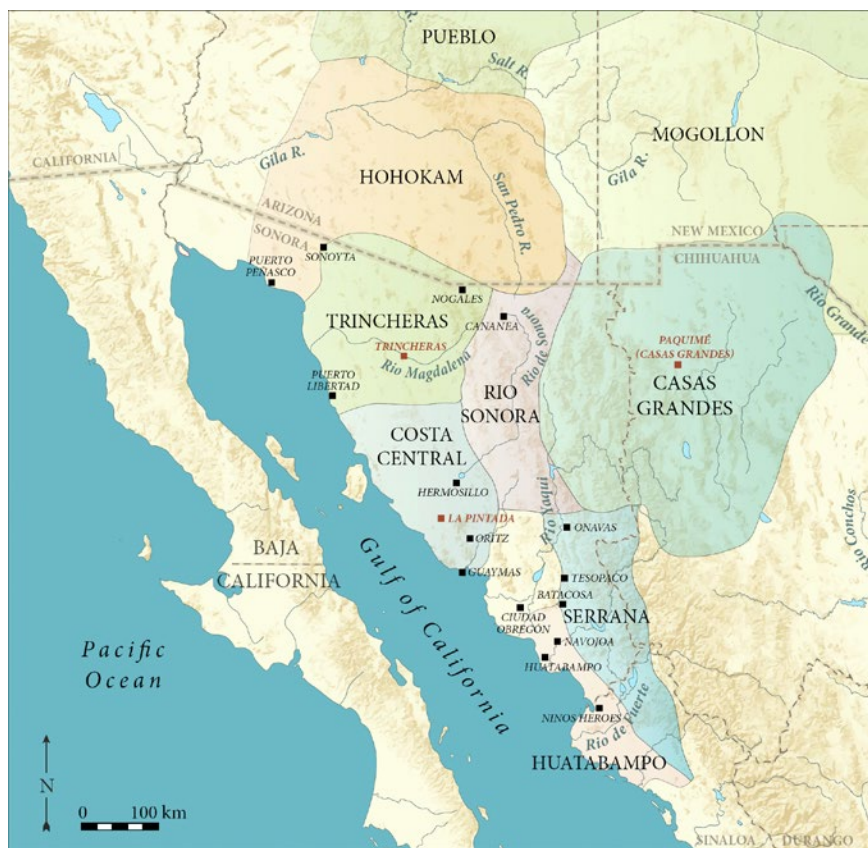 PUEBLO
R.
Salt R.
MOGOLLON
CALIFORNIA
Gila R.
HOHOKAM
Gila R.
San Pedro R.
ARIZONA
SONORA
NEW MEXICO
CHIHUAHUA
SONOYTA
PUERTO
PEÑASCO
NOGALES
Rio Grande
TRINCHERAS
CANANEA
Rio de Sonora
TRINCHERAS
Rio Magdalena
PAQUIMÉ
(CASAS GRANDES)
PUERTO
LIBERTAD
RIO
SONORA
CASAS
GRANDES
COSTA
CENTRAL
HERMOSILLO
Rio Yaqui
Rio Conchos
LA PINTADA
ONAVAS
ORITZ
BAJA
CALIFORNIA
GUAYMAS
TESOPACO
BATACOSA
SERRANA
CIUDAD
OBREGÓN
NAVOJOA
HUATABAMPO
Gulf of California
Pacific
Ocean
NINOS HEROES
Rio de Fuerte
HUATABAMPO
N
0 100 km
SINALOA
DURANGO